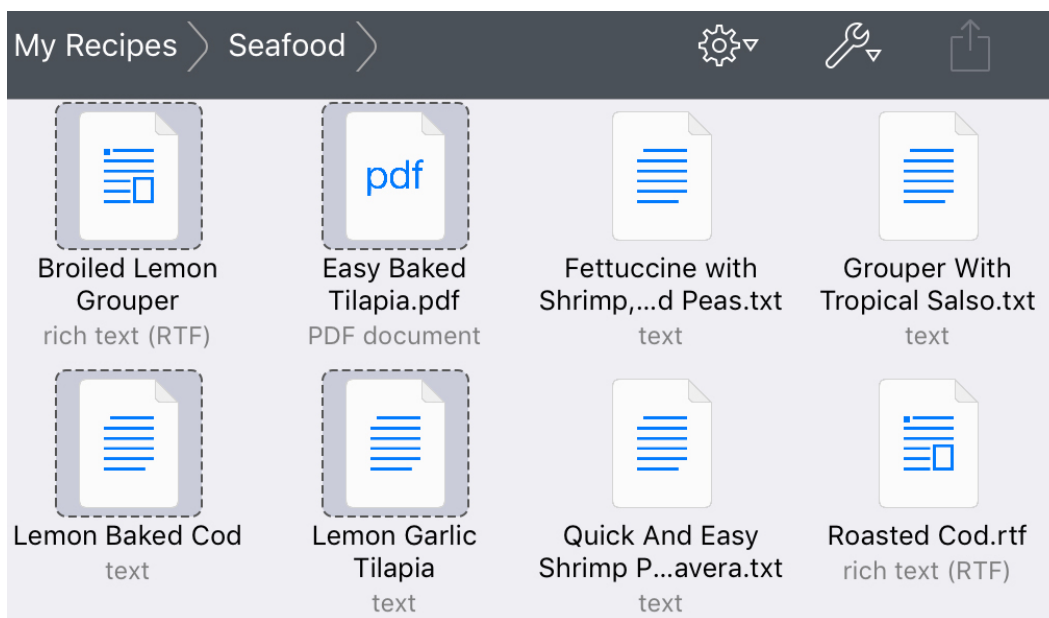 My Recipes Seafood
pdf
Broiled Lemon
Grouper
rich text (RTF)
Easy Baked
Tilapia.pdf
PDF document
Fettuccine with
Shrimp,...d Peas.txt
text
Grouper With
Tropical Salso.txt
text
Lemon Baked Cod
text
Lemon Garlic
Tilapia
text
Quick And Easy
Shrimp P...avera.txt
text
Roasted Cod.rtf
rich text (RTF)